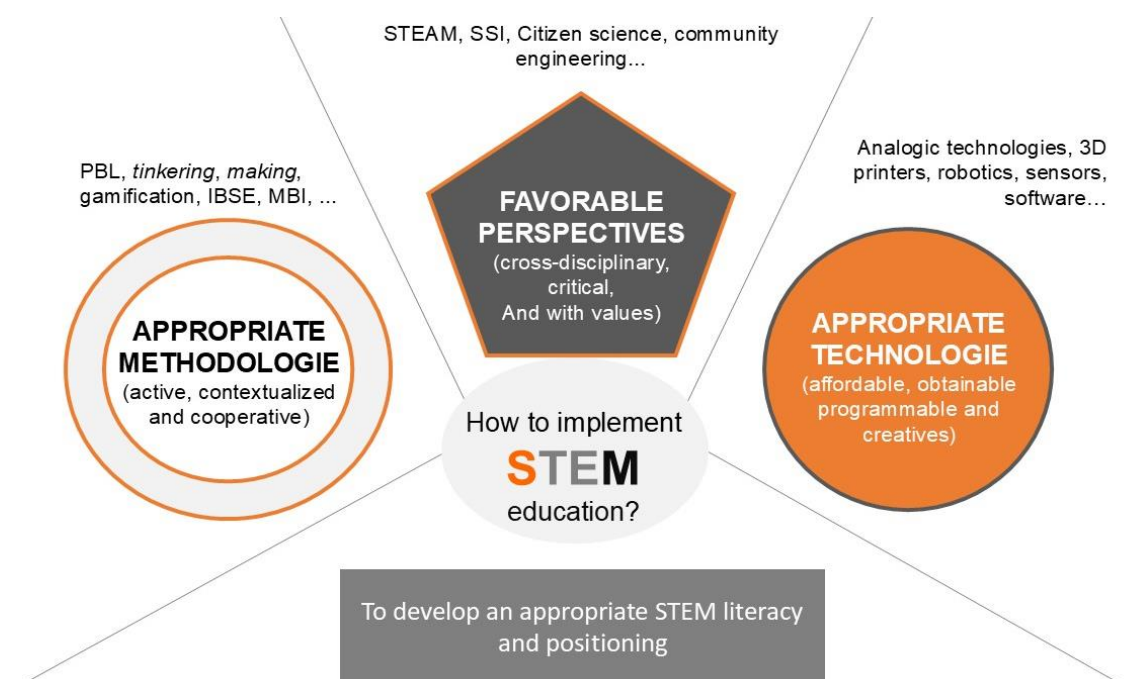 STEAM, SSI, Citizen science, community
engineering...
PBL, tinkering, making,
gamification, IBSE, MBI, ...
Analogic technologies, 3D
printers, robotics, sensors,
software…
FAVORABLE
PERSPECTIVES
(cross-disciplinary,
critical,
And with values)
APPROPRIATE
METHODOLOGIE
(active, contextualized
and cooperative)
APPROPRIATE
TECHNOLOGIE
(affordable, obtainable
programmable and
creatives)
How to implement
STEM
education?
To develop an appropriate STEM literacy
and positioning